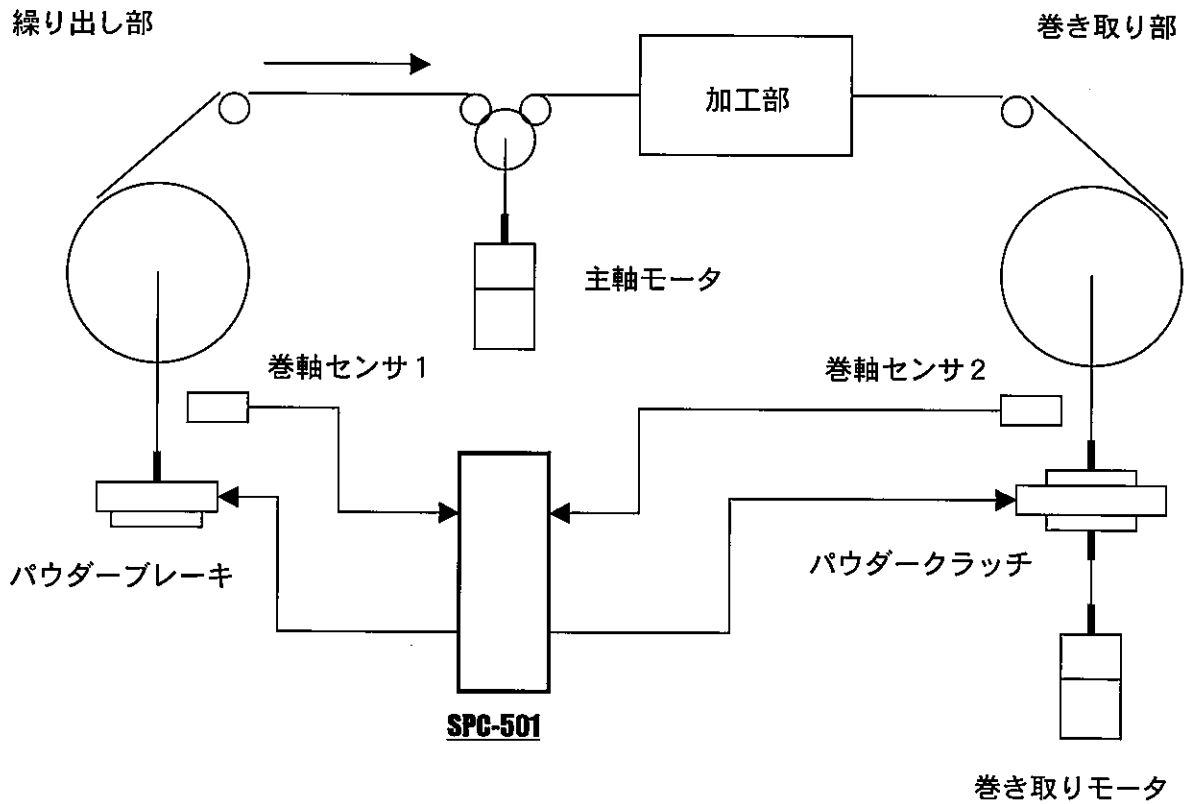 繰り出し部
巻き取り部
加工部
主軸モータ
巻軸センサ1
巻軸センサ2
パウダーブレーキ
パウダークラッチ
SPC-501
巻き取りモータ